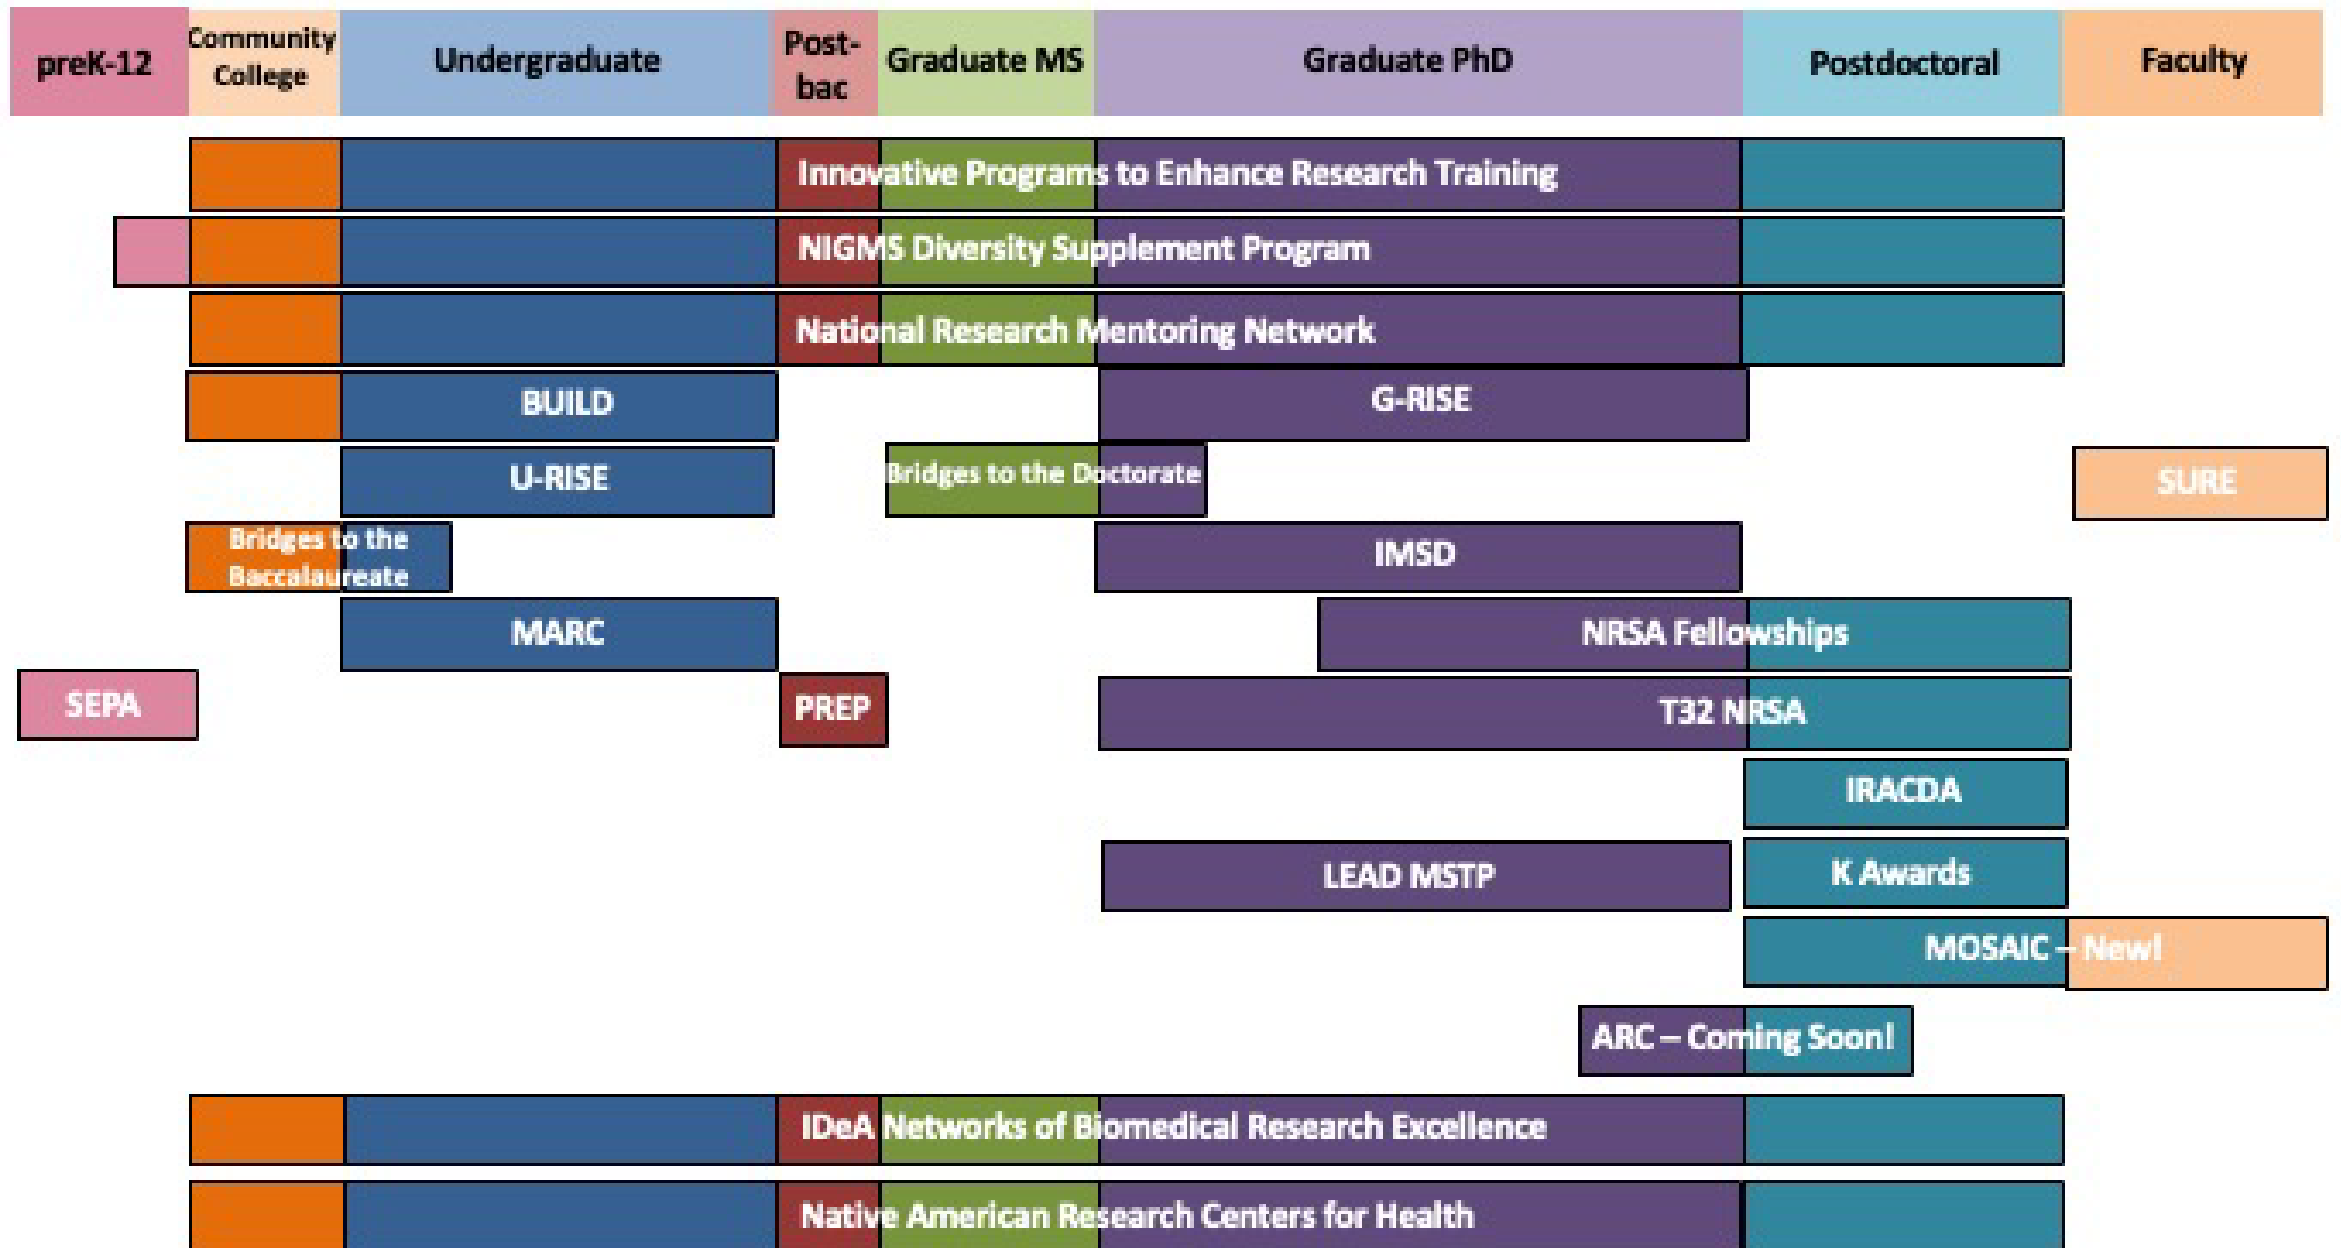 preK-12
Community
College
Undergraduate
Post-
bac
Graduate MS
Graduate PhD
Postdoctoral
Faculty
Innovative Programs to Enhance Research Training
NIGMS Diversity Supplement Program
National Research Mentoring Network
BUILD
G-RISE
U-RISE
Bridges to the Doctorate
SURE
Bridges to the
Baccalaureate
IMSD
MARC
NRSA Fellowships
SEPA
PREP
T32 NRSA
IRACDA
LEAD MSTP
K Awards
MOSAIC – New!
ARC – Coming Soon!
IDeA Networks of Biomedical Research Excellence
Native American Research Centers for Health